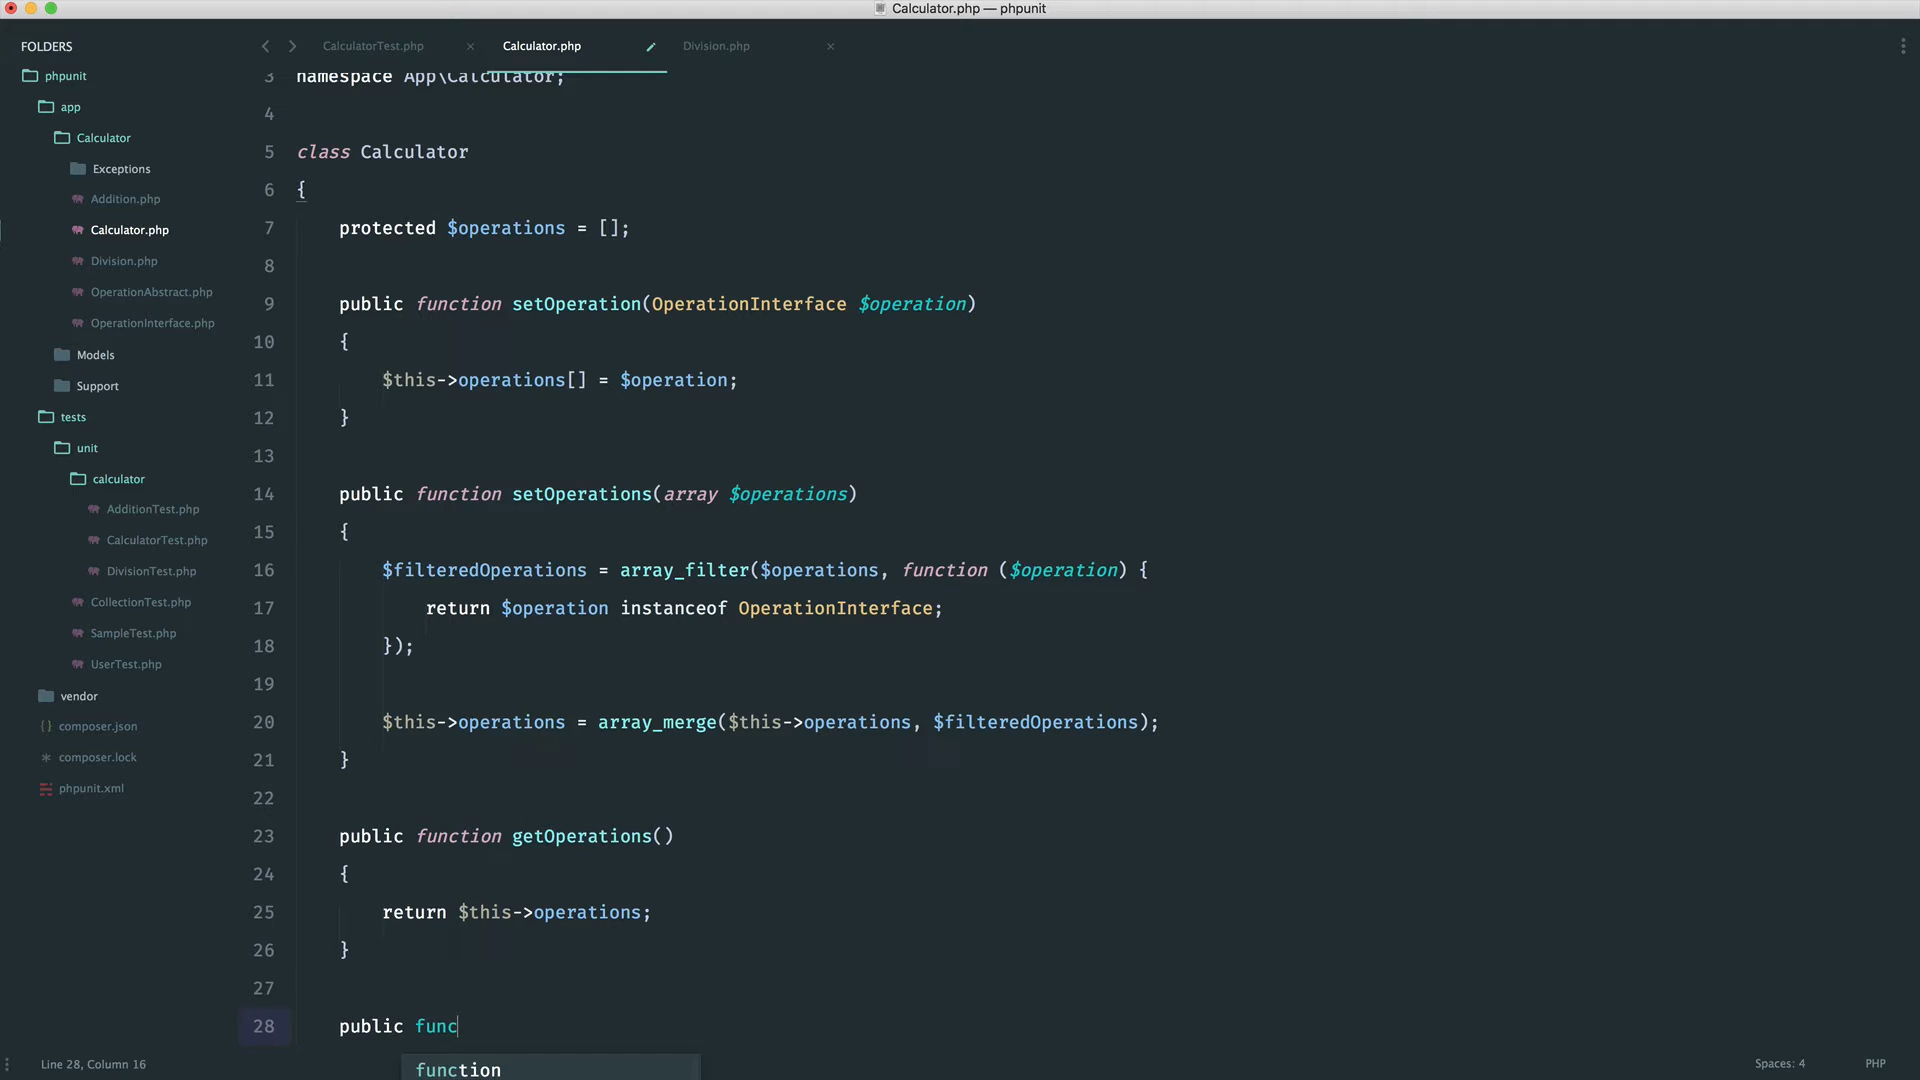 Calculator.php — phpunit
FOLDERS
phpunit
app
Calculator
Exceptions
Addition.php
Calculator.php
Division.php
OperationAbstract.php
OperationInterface.php
Models
Support
tests
unit
calculator
AdditionTest.php
CalculatorTest.php
DivisionTest.php
CollectionTest.php
SampleTest.php
UserTest.php
vendor
composer.json
composer.lock
phpunit.xml
CalculatorTest.php
Calculator.php
Division.php
3 namespace App\Calculator;
4
5 class Calculator
6 {
7 protected $operations = [];
8
9 public function setOperation(OperationInterface $operation)
10 {
11 $this->operations[] = $operation;
12 }
13
14 public function setOperations(array $operations)
15 {
16 $filteredOperations = array_filter($operations, function ($operation) {
17 return $operation instanceof OperationInterface;
18 });
19
20 $this->operations = array_merge($this->operations, $filteredOperations);
21 }
22
23 public function getOperations()
24 {
25 return $this->operations;
26 }
27
28 public func
function
Line 28, Column 16
Spaces: 4
PHP